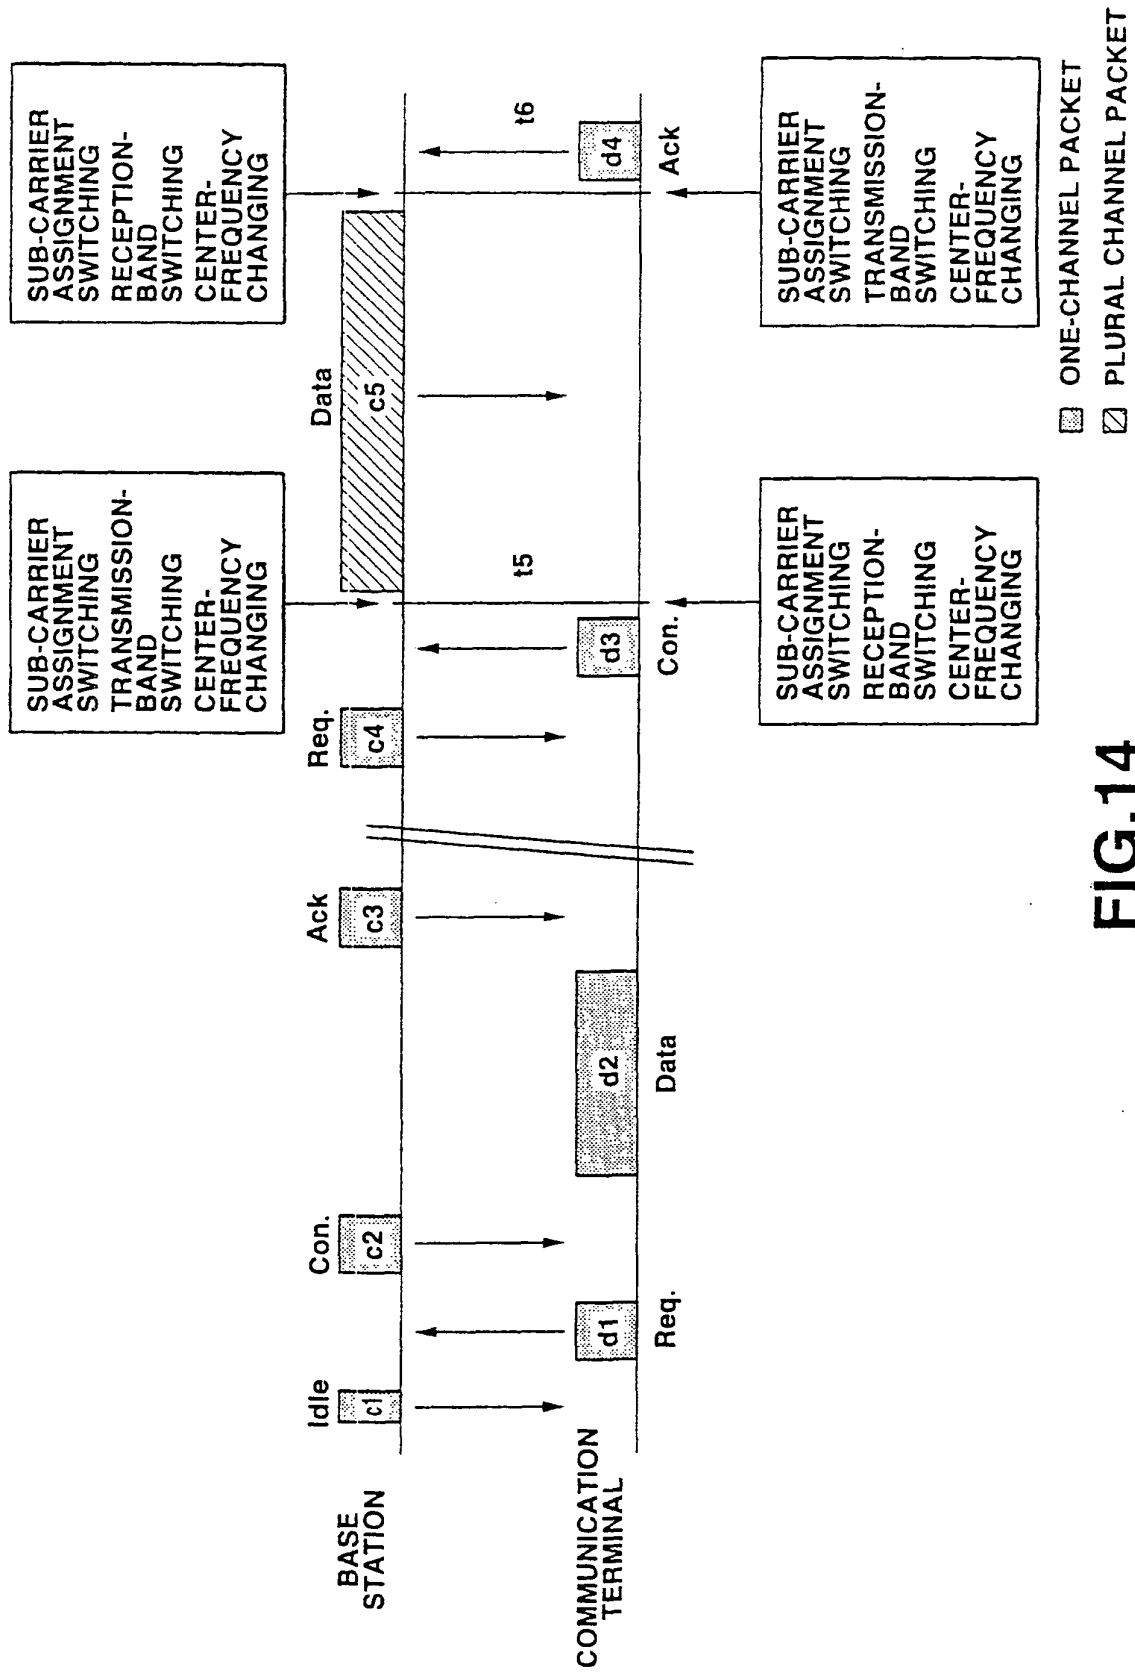 BASE
STATION
COMMUNICATION
TERMINAL
Idle
c1
d1
Req.
Con.
c2
d2
Data
Ack
c3
Req.
c4
d3
Con.
SUB-CARRIER
ASSIGNMENT
SWITCHING
TRANSMISSION-
BAND
SWITCHING
CENTER-
FREQUENCY
CHANGING
t5
SUB-CARRIER
ASSIGNMENT
SWITCHING
RECEPTION-
BAND
SWITCHING
CENTER-
FREQUENCY
CHANGING
Data
c5
SUB-CARRIER
ASSIGNMENT
SWITCHING
RECEPTION-
BAND
SWITCHING
CENTER-
FREQUENCY
CHANGING
t6
d4
Ack
SUB-CARRIER
ASSIGNMENT
SWITCHING
TRANSMISSION-
BAND
SWITCHING
CENTER-
FREQUENCY
CHANGING
ONE-CHANNEL PACKET
PLURAL CHANNEL PACKET
FIG.14